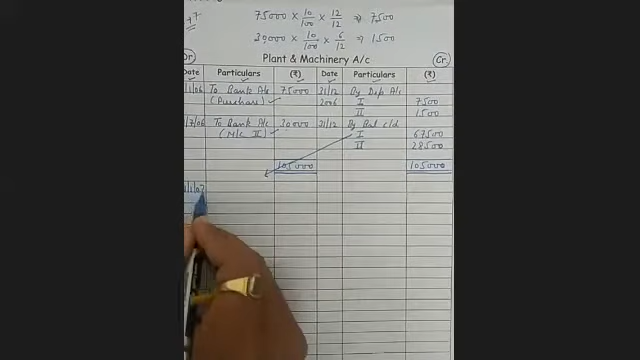 75000 × 10/100 × 12/12 ⇒ 7500
30000 × 10/100 × 6/12 ⇒ 1500
Dr Plant & Machinery A/c Cr.
Date Particulars (₹) Date Particulars (₹)
1/1/06 To Bank A/c 75000 31/12 By Dep A/c
(Purchase) 2006 I 7500
II 1500
1/7/06 To Bank A/c 30000 31/12 By Bal c/d
(M/c II) I 67500
II 28500
105000 105000
1/1/07